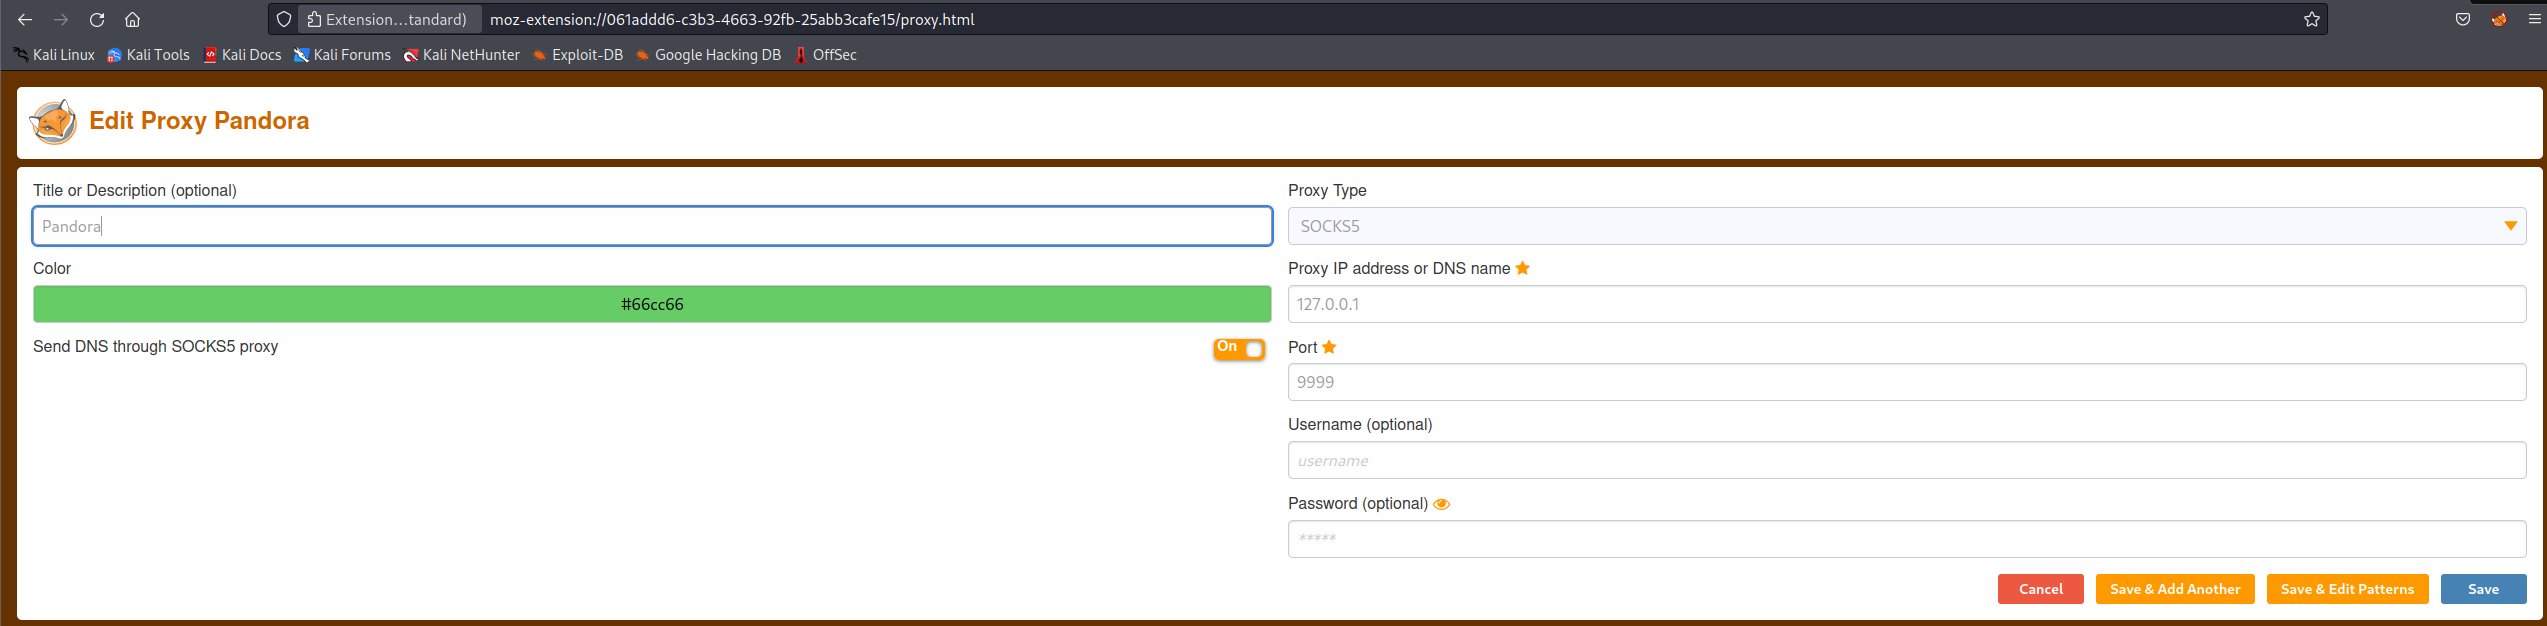 Extension...tandard) moz-extension://061addd6-c3b3-4663-92fb-25abb3cafe15/proxy.html
Kali Linux Kali Tools Kali Docs Kali Forums Kali NetHunter Exploit-DB Google Hacking DB OffSec
Edit Proxy Pandora
Title or Description (optional)
Pandora
Color
#66cc66
Send DNS through SOCKS5 proxy On
Proxy Type
SOCKS5
Proxy IP address or DNS name
127.0.0.1
Port
9999
Username (optional)
username
Password (optional)
*****
Cancel Save & Add Another Save & Edit Patterns Save